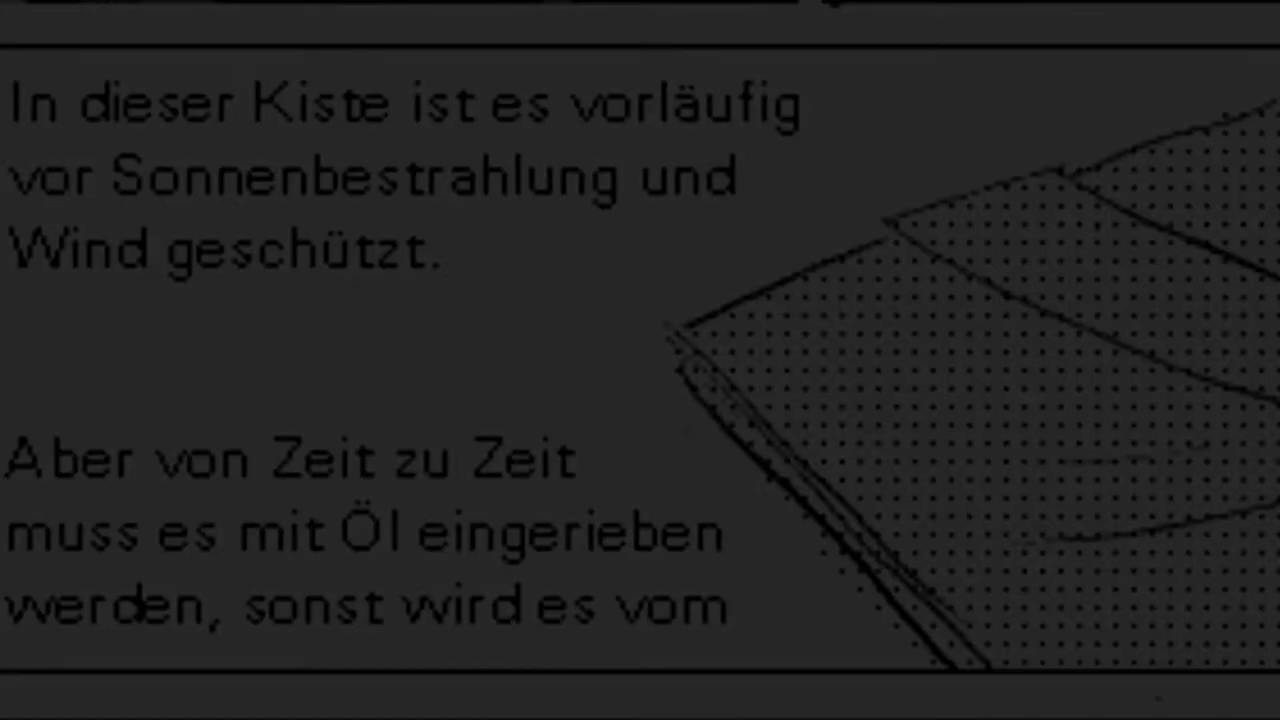 In dieser Kiste ist es vorläufig
vor Sonnenbestrahlung und
Wind geschützt.
Aber von Zeit zu Zeit
muss es mit Öl eingerieben
werden, sonst wird es vom